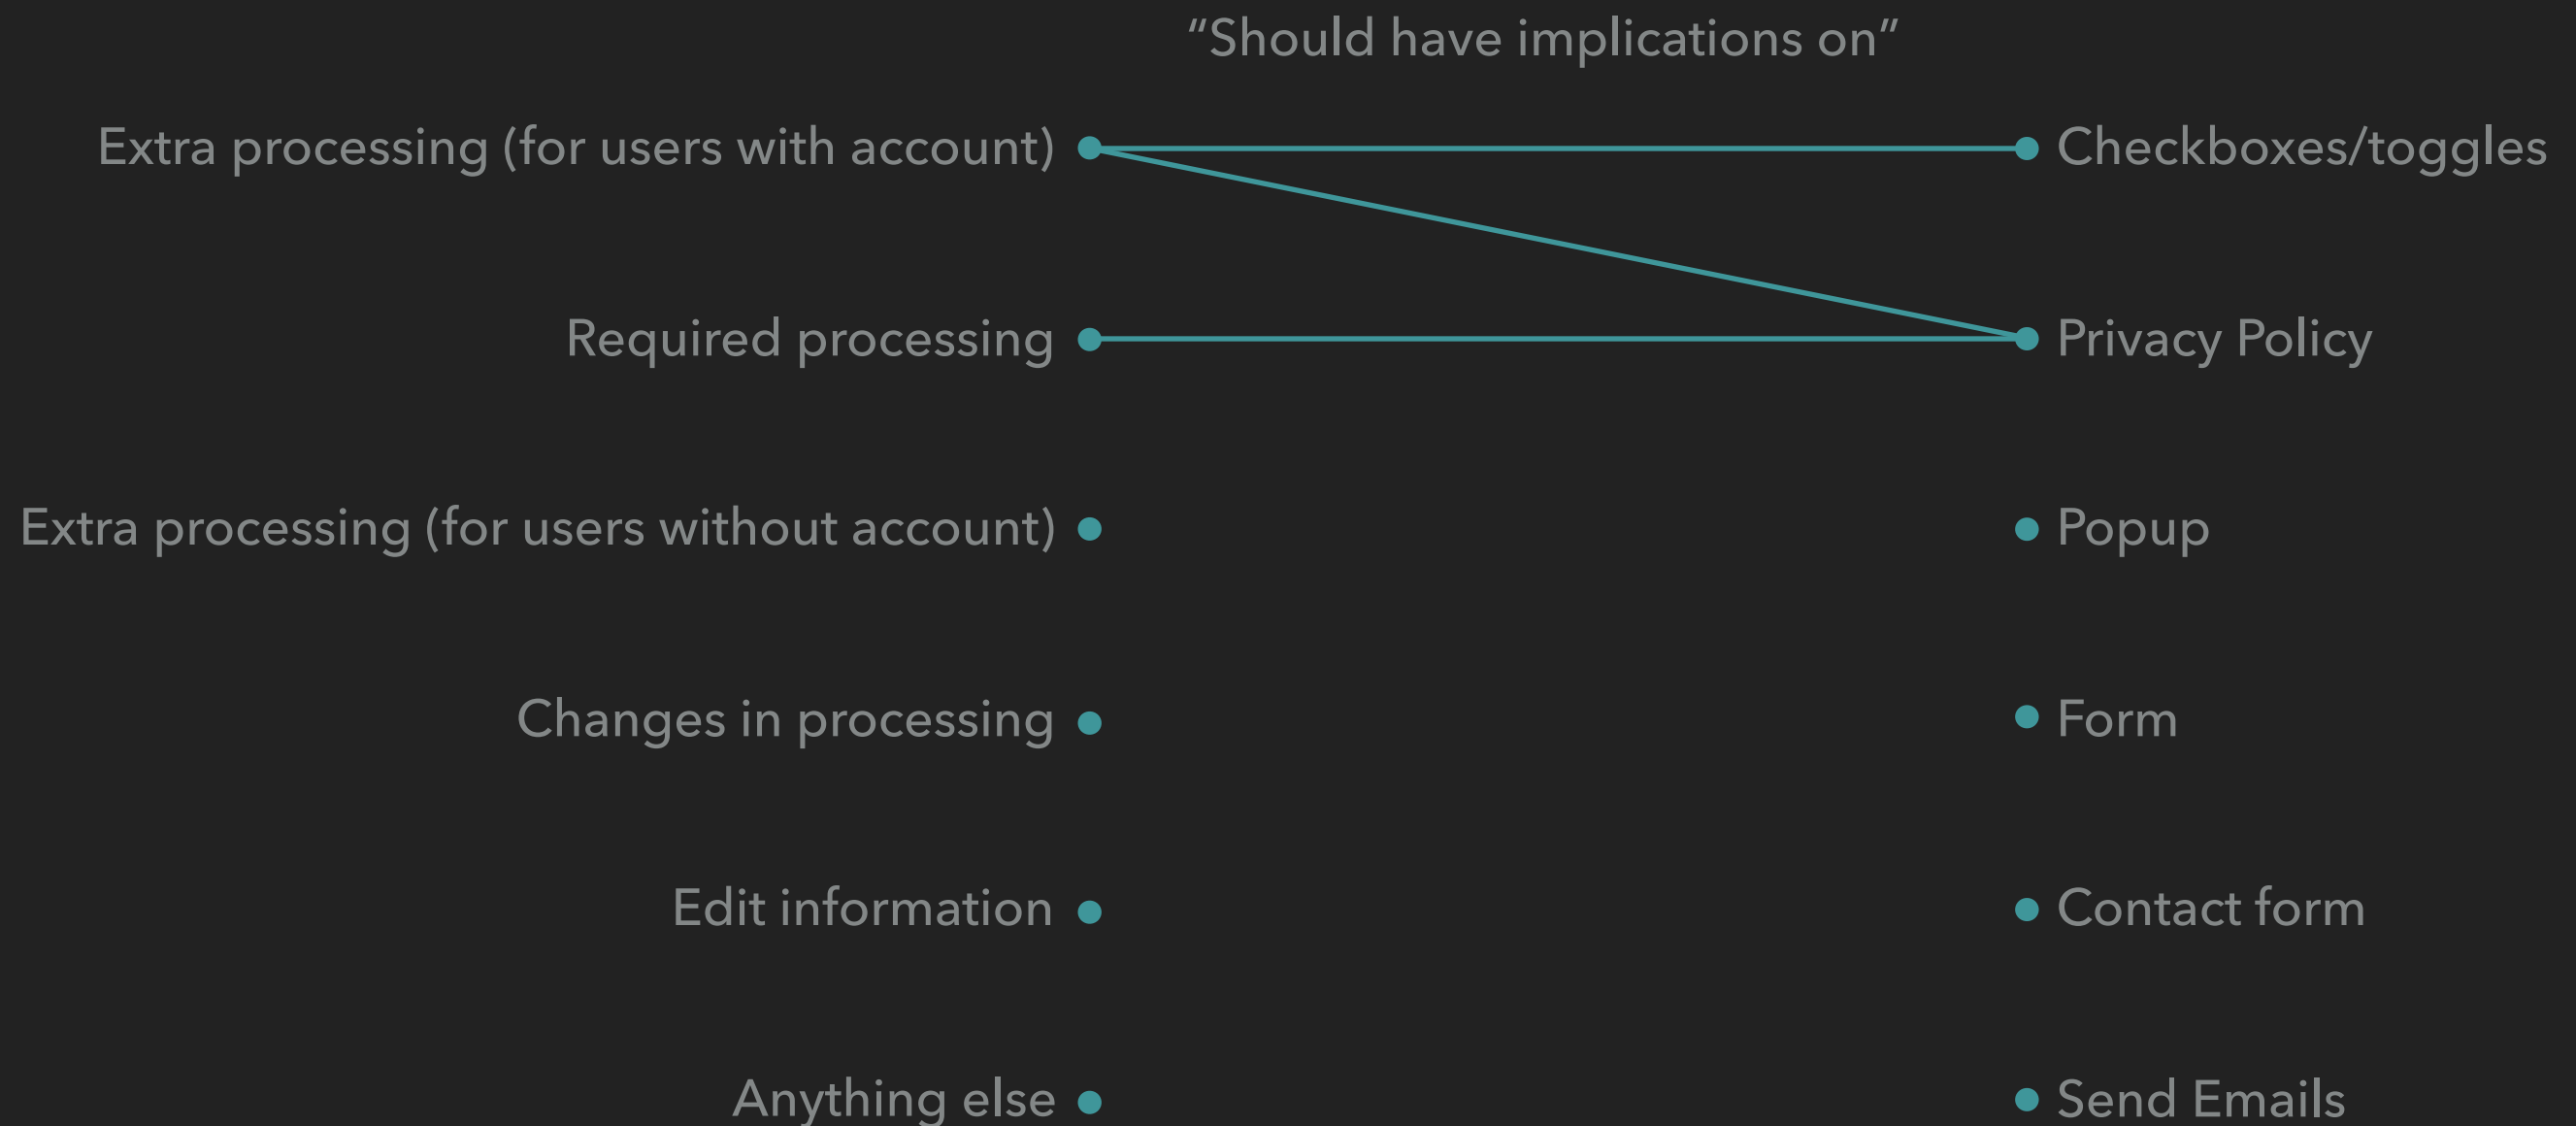 “Should have implications on”
Extra processing (for users with account)
Checkboxes/toggles
Required processing
Privacy Policy
Extra processing (for users without account)
Popup
Changes in processing
Form
Edit information
Contact form
Anything else
Send Emails